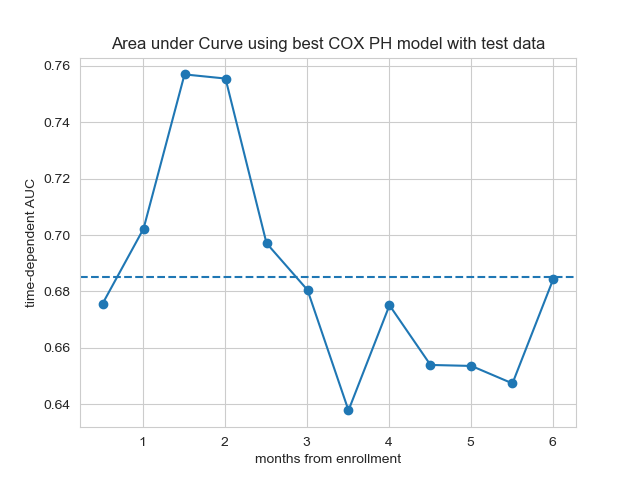 Area under Curve using best COX PH model with test data
time-dependent AUC
0.76
0.74
0.72
0.70
0.68
0.66
0.64
1 2 3 4 5 6
months from enrollment